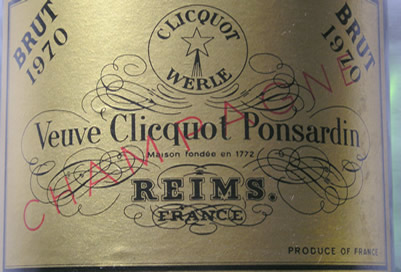 BRUT
1970
CLICQUOT
WERLE
BRUT
1970
Veuve Clicquot Ponsardin
Maison fondée en 1772
CHAMPAGNE
REIMS.
FRANCE
PRODUCE OF FRANCE